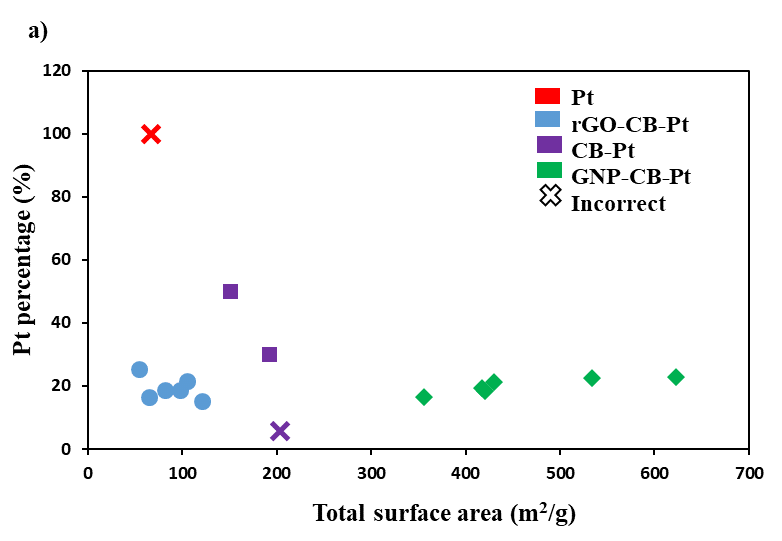 a)
120
100
80
60
40
20
0
Pt percentage (%)
Pt
rGO-CB-Pt
CB-Pt
GNP-CB-Pt
Incorrect
0 100 200 300 400 500 600 700
Total surface area (m²/g)